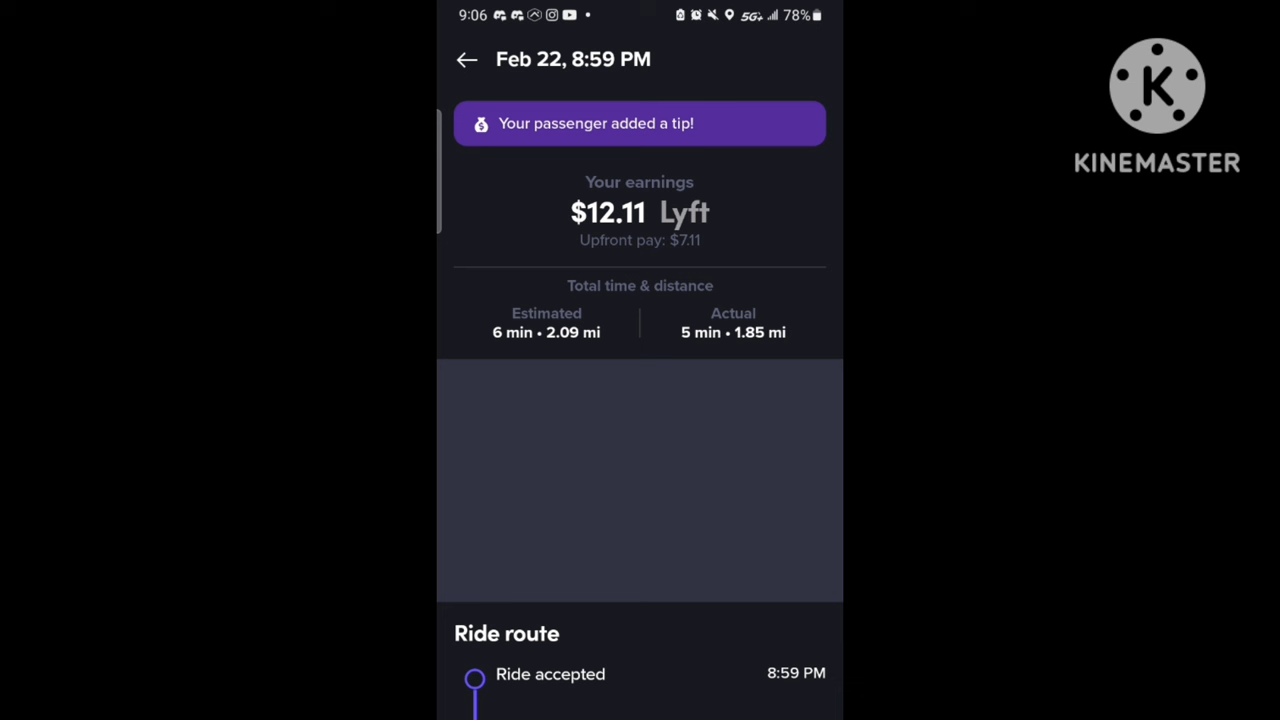 9:06
5G+ 78%
Feb 22, 8:59 PM
Your passenger added a tip!
Your earnings
$12.11 Lyft
Upfront pay: $7.11
Total time & distance
Estimated
6 min • 2.09 mi
Actual
5 min • 1.85 mi
Ride route
Ride accepted 8:59 PM
K
KINEMASTER